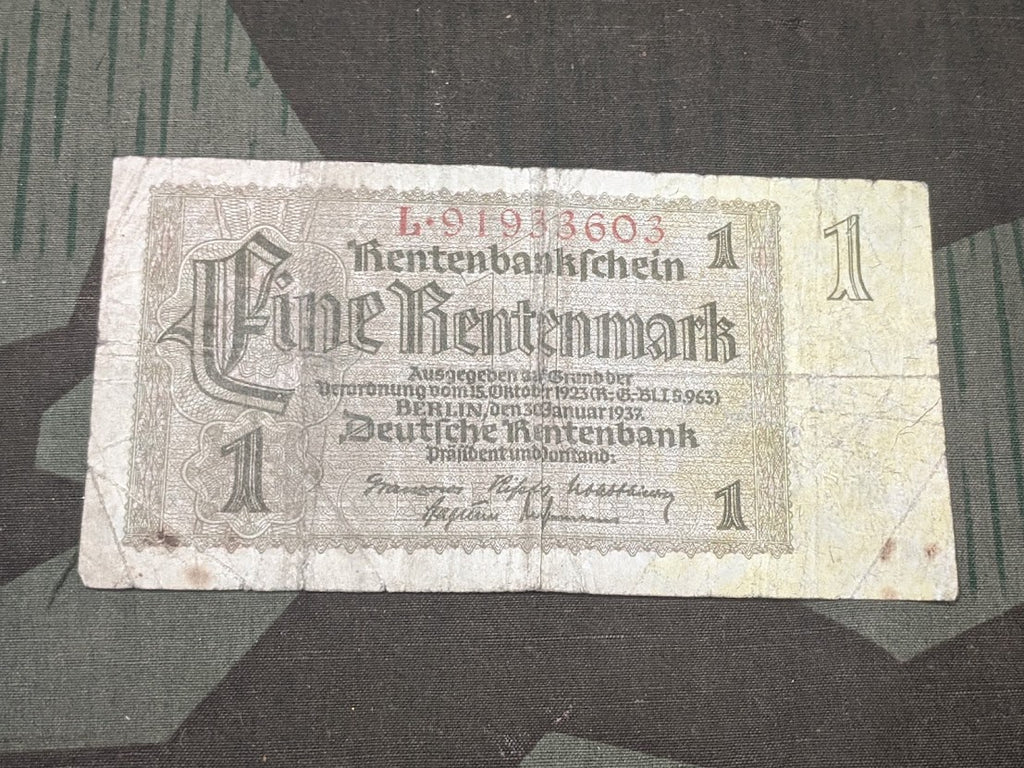 L·91933603
Rentenbankschein
1
1
Eine Rentenmark
Ausgegeben auf Grund der
Verordnung vom 15. Oktober 1923 (R.-G.-Bl. I S. 963)
BERLIN, den 30. Januar 1937.
Deutsche Rentenbank
Präsident und Vorstand:
1
1